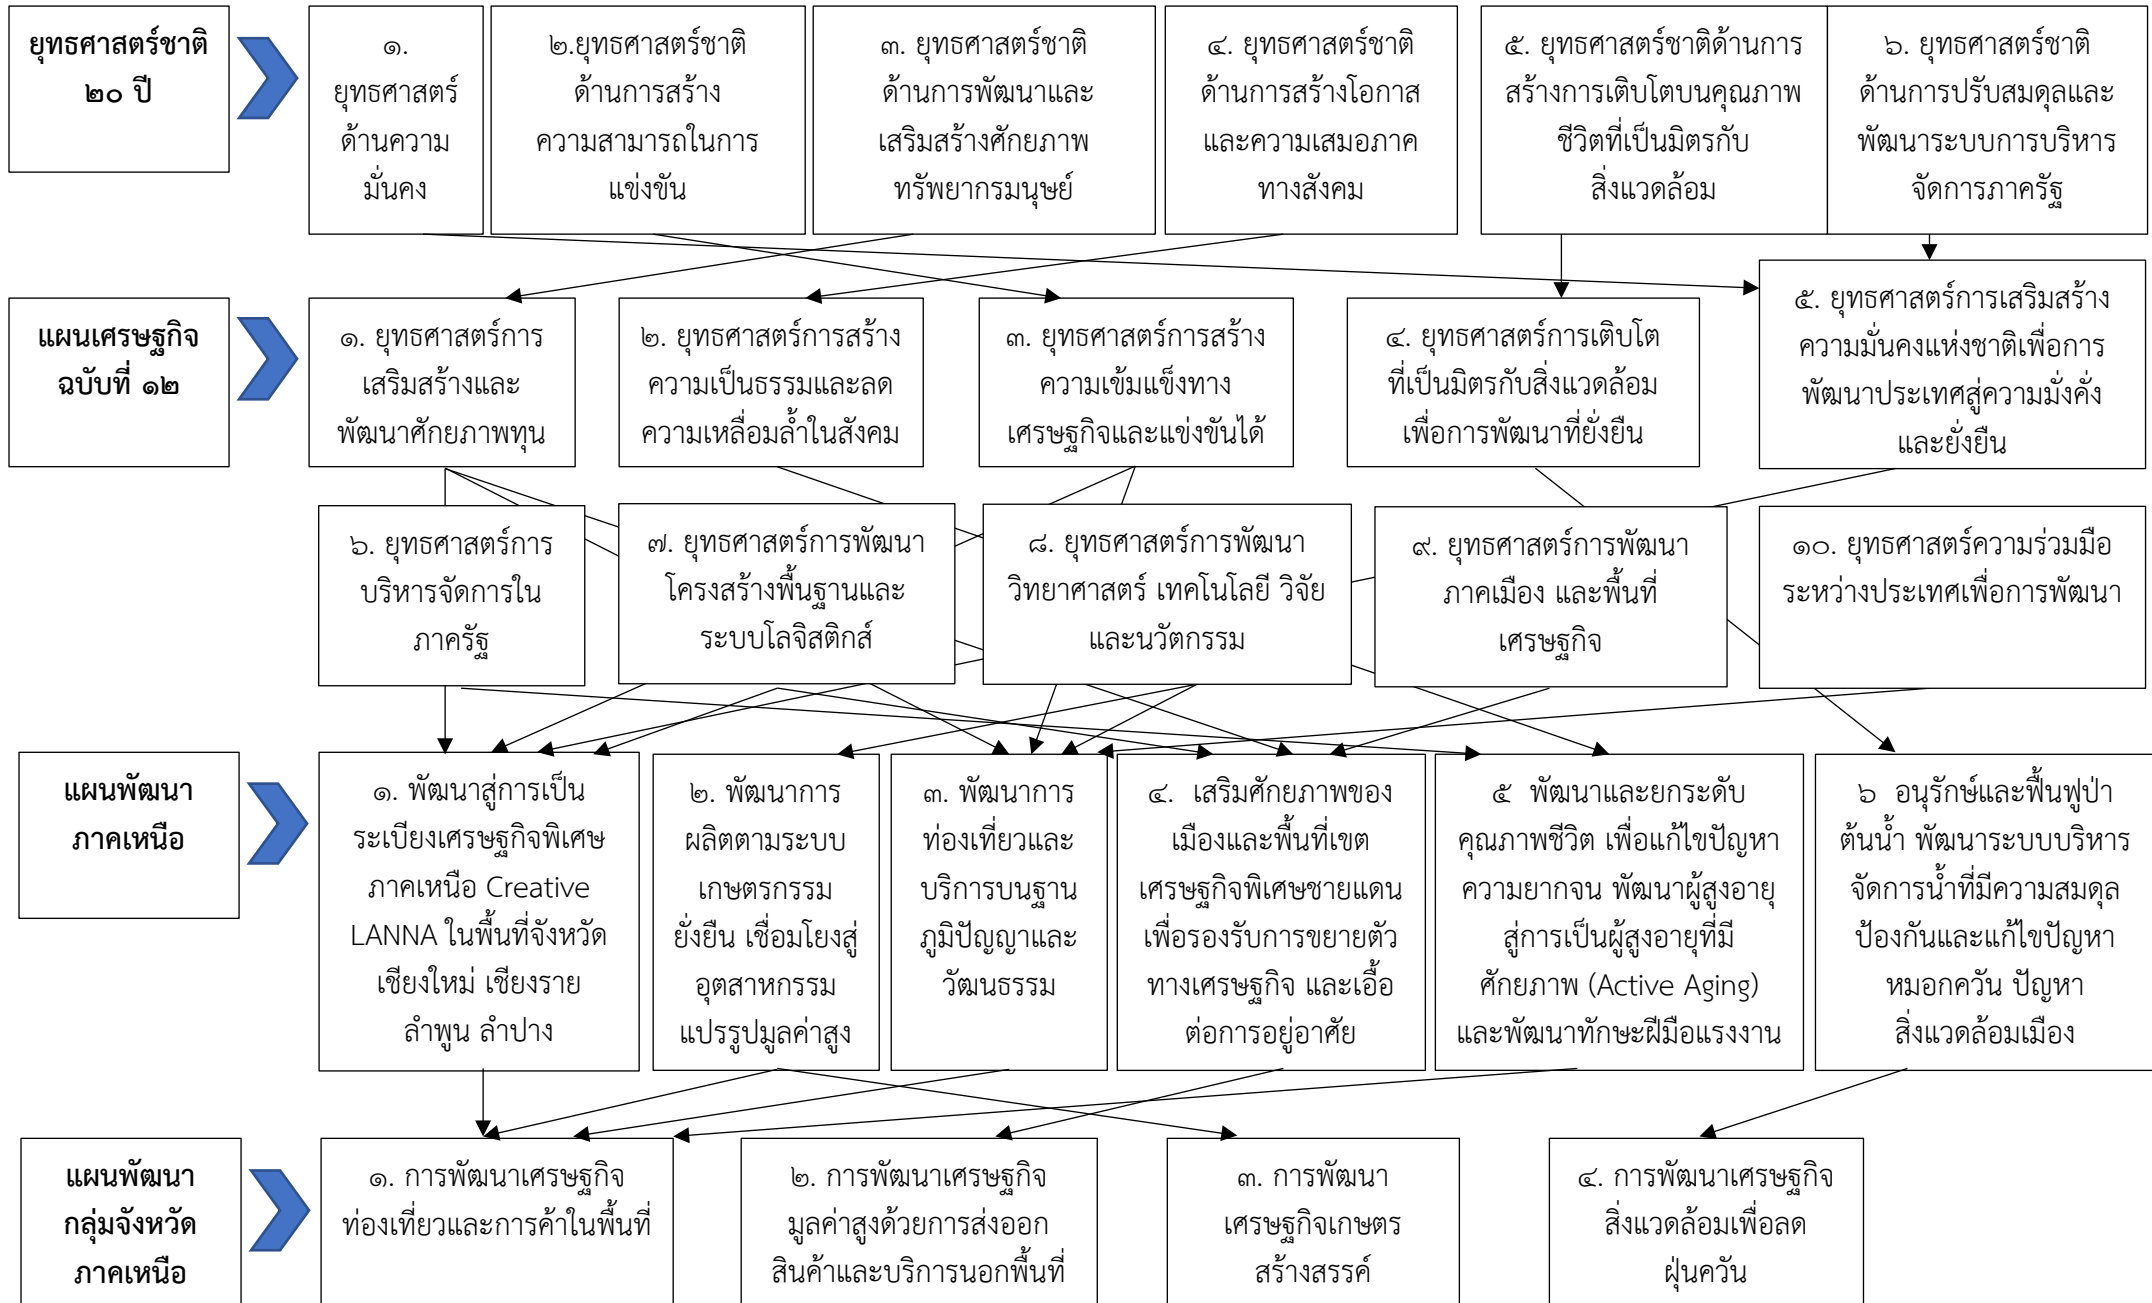 ยุทธศาสตร์ชาติ
๒๐ ปี
๑.
ยุทธศาสตร์
ด้านความ
มั่นคง
๒.ยุทธศาสตร์ชาติ
ด้านการสร้าง
ความสามารถในการ
แข่งขัน
๓. ยุทธศาสตร์ชาติ
ด้านการพัฒนาและ
เสริมสร้างศักยภาพ
ทรัพยากรมนุษย์
๔. ยุทธศาสตร์ชาติ
ด้านการสร้างโอกาส
และความเสมอภาค
ทางสังคม
๕. ยุทธศาสตร์ชาติด้านการ
สร้างการเติบโตบนคุณภาพ
ชีวิตที่เป็นมิตรกับ
สิ่งแวดล้อม
๖. ยุทธศาสตร์ชาติ
ด้านการปรับสมดุลและ
พัฒนาระบบการบริหาร
จัดการภาครัฐ
แผนเศรษฐกิจ
ฉบับที่ ๑๒
๑. ยุทธศาสตร์การ
เสริมสร้างและ
พัฒนาศักยภาพทุน
๒. ยุทธศาสตร์การสร้าง
ความเป็นธรรมและลด
ความเหลื่อมล้ำในสังคม
๓. ยุทธศาสตร์การสร้าง
ความเข้มแข็งทาง
เศรษฐกิจและแข่งขันได้
๔. ยุทธศาสตร์การเติบโต
ที่เป็นมิตรกับสิ่งแวดล้อม
เพื่อการพัฒนาที่ยั่งยืน
๕. ยุทธศาสตร์การเสริมสร้าง
ความมั่นคงแห่งชาติเพื่อการ
พัฒนาประเทศสู่ความมั่งคั่ง
และยั่งยืน
๖. ยุทธศาสตร์การ
บริหารจัดการใน
ภาครัฐ
๗. ยุทธศาสตร์การพัฒนา
โครงสร้างพื้นฐานและ
ระบบโลจิสติกส์
๘. ยุทธศาสตร์การพัฒนา
วิทยาศาสตร์ เทคโนโลยี วิจัย
และนวัตกรรม
๙. ยุทธศาสตร์การพัฒนา
ภาคเมือง และพื้นที่
เศรษฐกิจ
๑๐. ยุทธศาสตร์ความร่วมมือ
ระหว่างประเทศเพื่อการพัฒนา
แผนพัฒนา
ภาคเหนือ
๑. พัฒนาสู่การเป็น
ระเบียงเศรษฐกิจพิเศษ
ภาคเหนือ Creative
LANNA ในพื้นที่จังหวัด
เชียงใหม่ เชียงราย
ลำพูน ลำปาง
๒. พัฒนาการ
ผลิตตามระบบ
เกษตรกรรม
ยั่งยืน เชื่อมโยงสู่
อุตสาหกรรม
แปรรูปมูลค่าสูง
๓. พัฒนาการ
ท่องเที่ยวและ
บริการบนฐาน
ภูมิปัญญาและ
วัฒนธรรม
๔. เสริมศักยภาพของ
เมืองและพื้นที่เขต
เศรษฐกิจพิเศษชายแดน
เพื่อรองรับการขยายตัว
ทางเศรษฐกิจ และเอื้อ
ต่อการอยู่อาศัย
๕ พัฒนาและยกระดับ
คุณภาพชีวิต เพื่อแก้ไขปัญหา
ความยากจน พัฒนาผู้สูงอายุ
สู่การเป็นผู้สูงอายุที่มี
ศักยภาพ (Active Aging)
และพัฒนาทักษะฝีมือแรงงาน
๖ อนุรักษ์และฟื้นฟูป่า
ต้นน้ำ พัฒนาระบบบริหาร
จัดการน้ำที่มีความสมดุล
ป้องกันและแก้ไขปัญหา
หมอกควัน ปัญหา
สิ่งแวดล้อมเมือง
แผนพัฒนา
กลุ่มจังหวัด
ภาคเหนือ
๑. การพัฒนาเศรษฐกิจ
ท่องเที่ยวและการค้าในพื้นที่
๒. การพัฒนาเศรษฐกิจ
มูลค่าสูงด้วยการส่งออก
สินค้าและบริการนอกพื้นที่
๓. การพัฒนา
เศรษฐกิจเกษตร
สร้างสรรค์
๔. การพัฒนาเศรษฐกิจ
สิ่งแวดล้อมเพื่อลด
ฝุ่นควัน